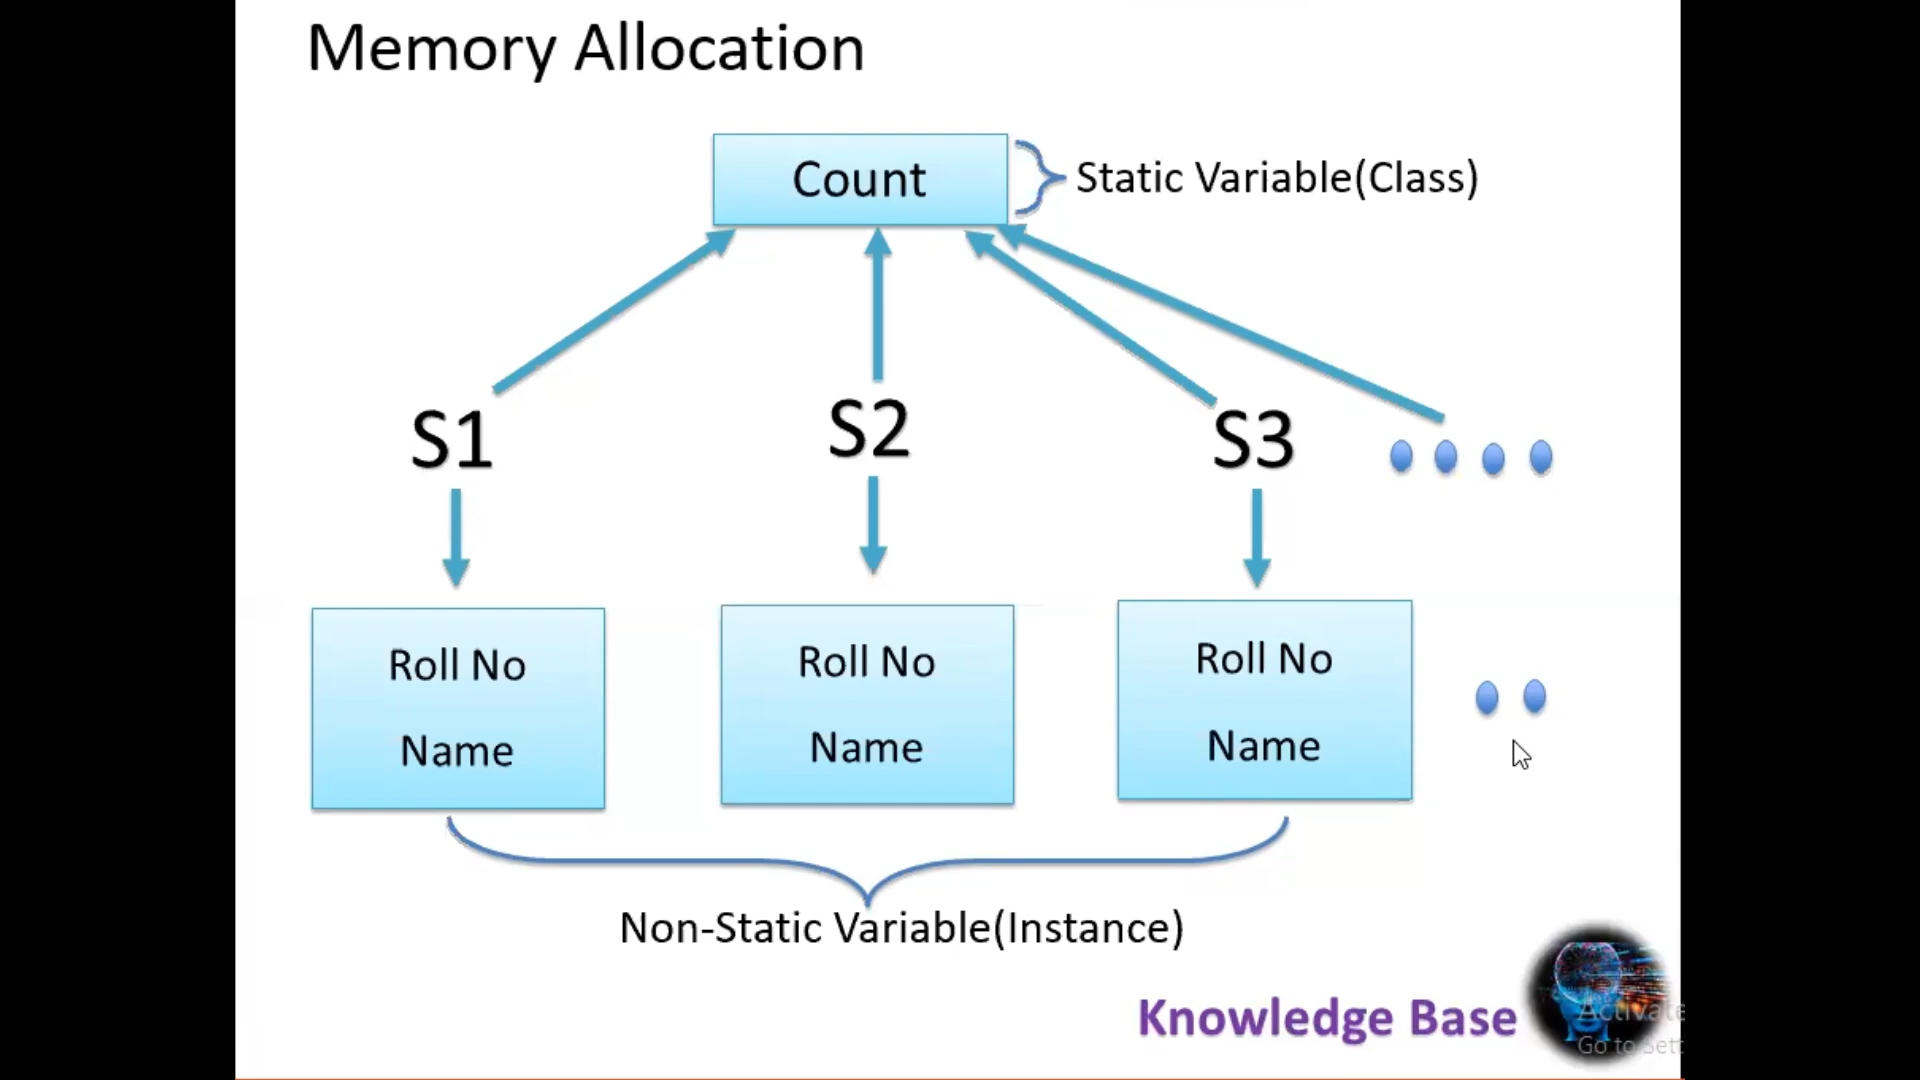 Memory Allocation
Count
Static Variable(Class)
S1
S2
S3
Roll No
Name
Roll No
Name
Roll No
Name
Non-Static Variable(Instance)
Knowledge Base
Activate
Go to Sett